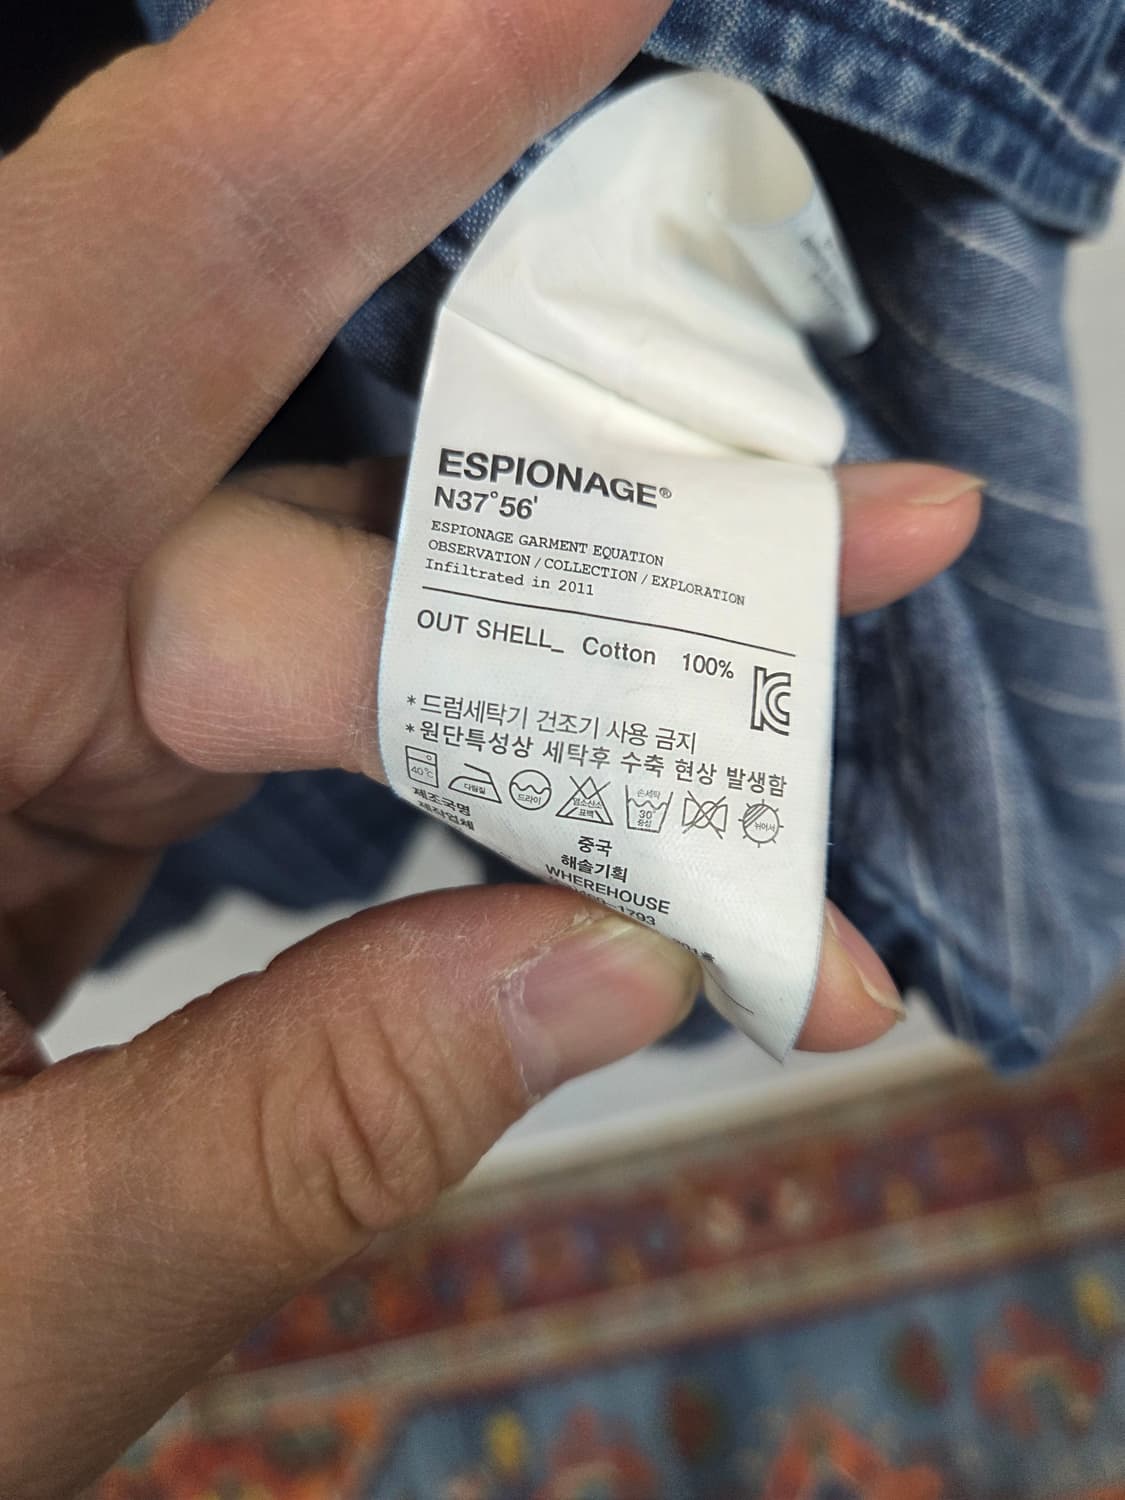 ESPIONAGE®
N37°56'
ESPIONAGE GARMENT EQUATION
OBSERVATION / COLLECTION / EXPLORATION
Infiltrated in 2011
OUT SHELL_ Cotton 100%
*드럼세탁기 건조기 사용 금지
*원단특성상 세탁후 수축 현상 발생함
40℃
다림질
드라이
염소산소
표백
손세탁
30°
중성
뉘어서
제조국명
제작업체
중국
해솔기획
WHEREHOUSE
-1793